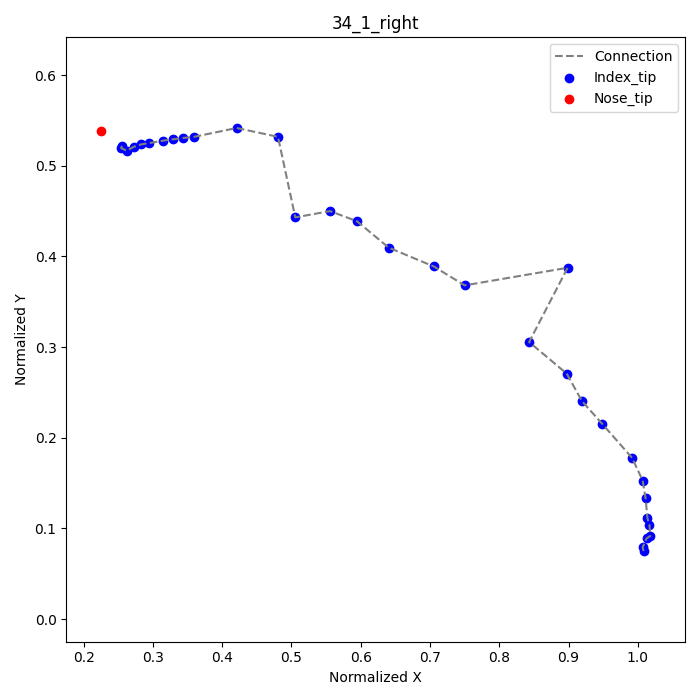 34_1_right
Connection
Index_tip
Nose_tip
0.6
0.5
0.4
0.3
0.2
0.1
0.0
Normalized Y
0.2 0.3 0.4 0.5 0.6 0.7 0.8 0.9 1.0
Normalized X